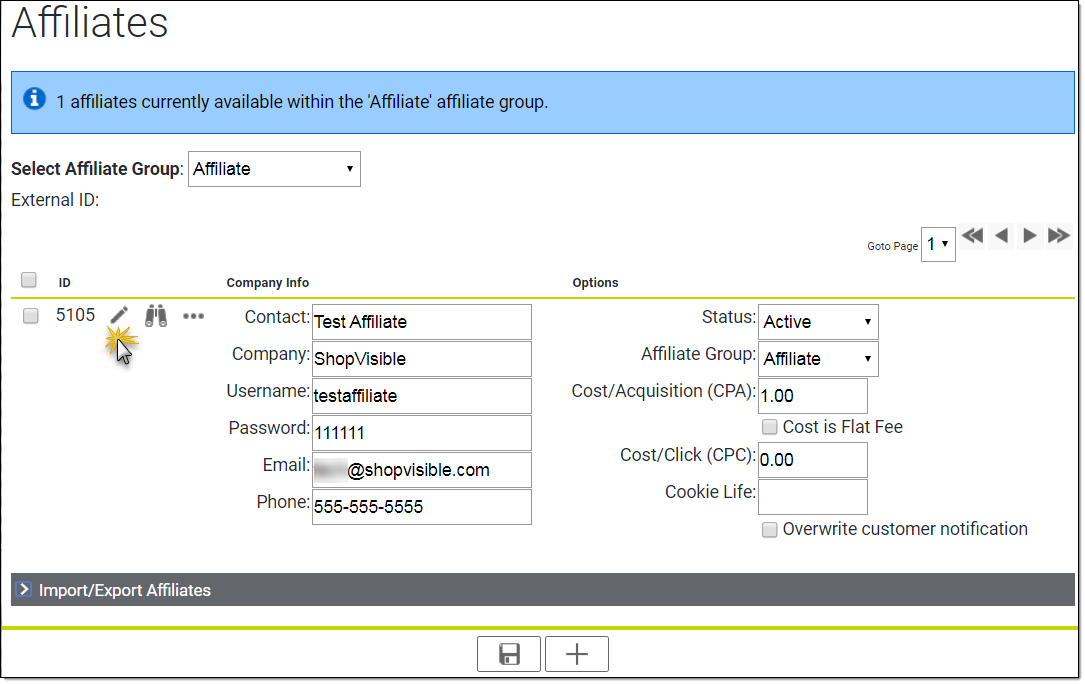 Affiliates
1 affiliates currently available within the 'Affiliate' affiliate group.
Select Affiliate Group: Affiliate
External ID:
Goto Page 1
ID Company Info Options
5105 Contact: Test Affiliate Status: Active
Company: ShopVisible Affiliate Group: Affiliate
Username: testaffiliate Cost/Acquisition (CPA): 1.00
Password: 111111 Cost is Flat Fee
Email: @shopvisible.com Cost/Click (CPC): 0.00
Phone: 555-555-5555 Cookie Life:
Overwrite customer notification
Import/Export Affiliates